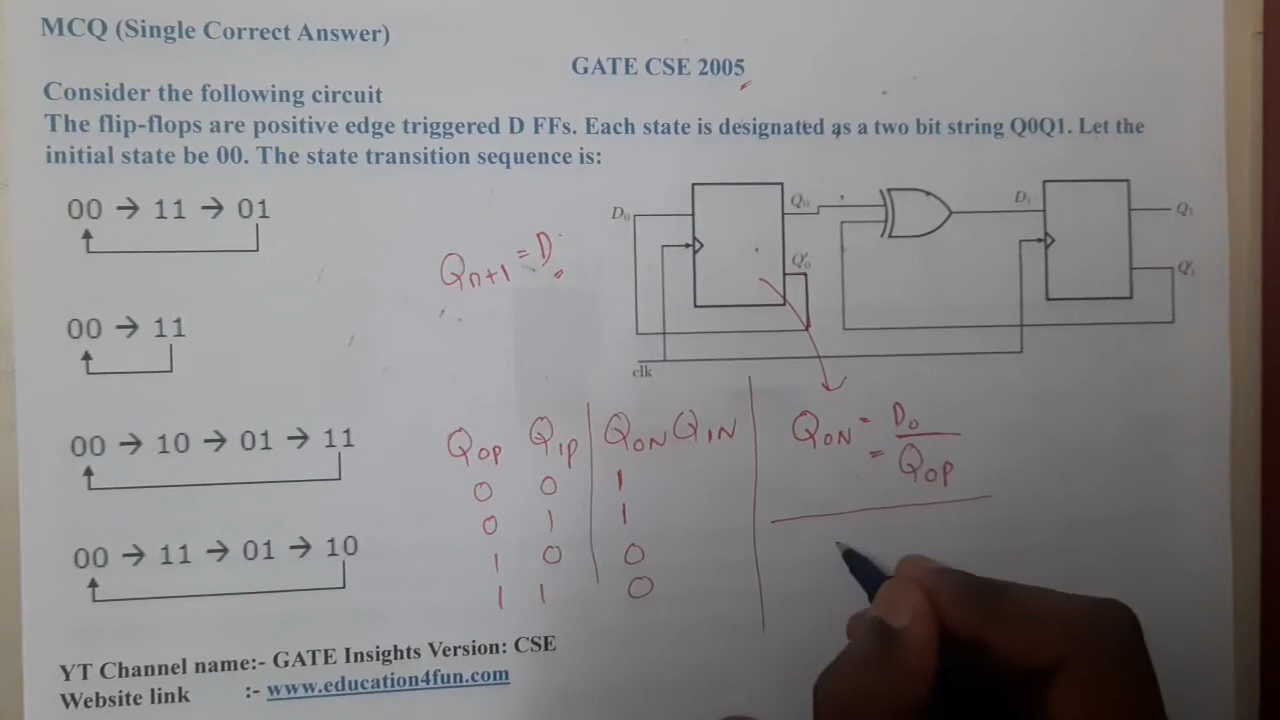 MCQ (Single Correct Answer)
GATE CSE 2005
Consider the following circuit
The flip-flops are positive edge triggered D FFs. Each state is designated as a two bit string Q0Q1. Let the
initial state be 00. The state transition sequence is:
00 → 11 → 01
00 → 11
00 → 10 → 01 → 11
00 → 11 → 01 → 10
D₀
Q₀
Q₀'
D₁
Q₁
Q₁'
clk
Qn+1 = D
Q0P Q1P Q0N Q1N
0 0 1
0 1 1
1 0 0
1 1 0
Q0N = D₀
= Q̅0P
YT Channel name:- GATE Insights Version: CSE
Website link :- www.education4fun.com